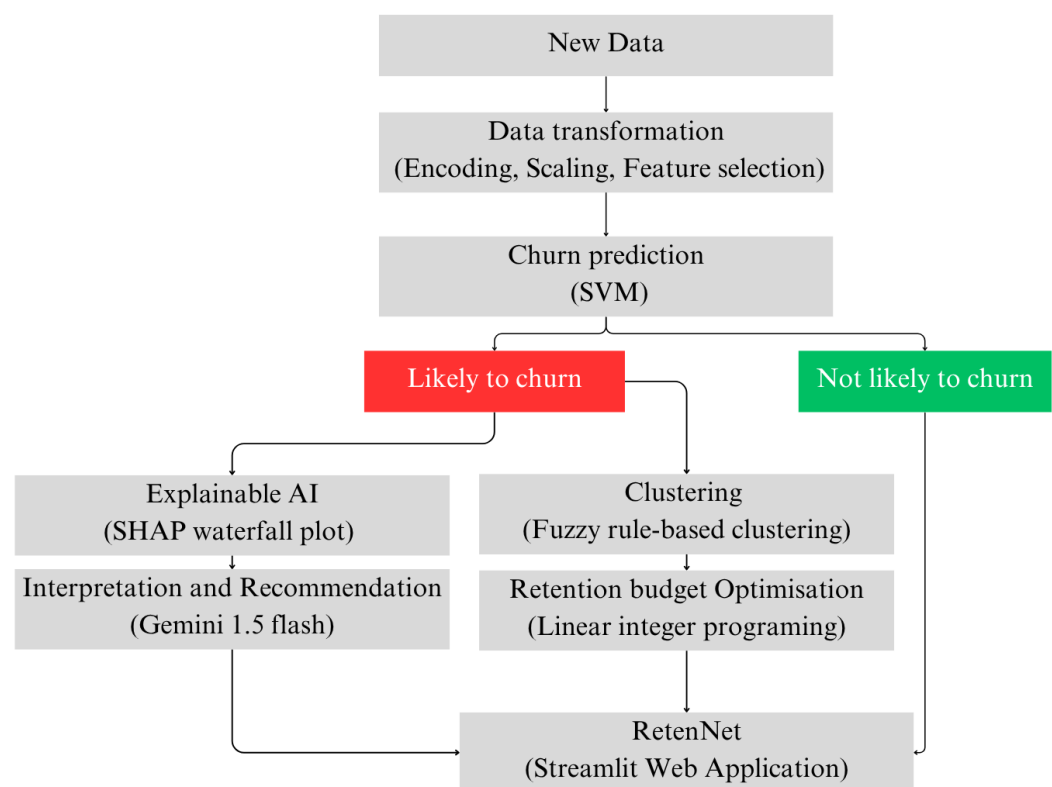 New Data
Data transformation
(Encoding, Scaling, Feature selection)
Churn prediction
(SVM)
Likely to churn
Not likely to churn
Explainable AI
(SHAP waterfall plot)
Clustering
(Fuzzy rule-based clustering)
Interpretation and Recommendation
(Gemini 1.5 flash)
Retention budget Optimisation
(Linear integer programing)
RetenNet
(Streamlit Web Application)